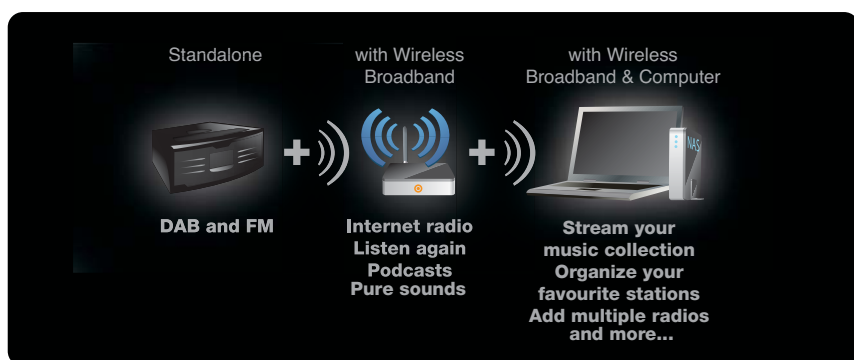 Standalone
with Wireless
Broadband
with Wireless
Broadband & Computer
NAS
DAB and FM
Internet radio
Listen again
Podcasts
Pure sounds
Stream your
music collection
Organize your
favourite stations
Add multiple radios
and more...